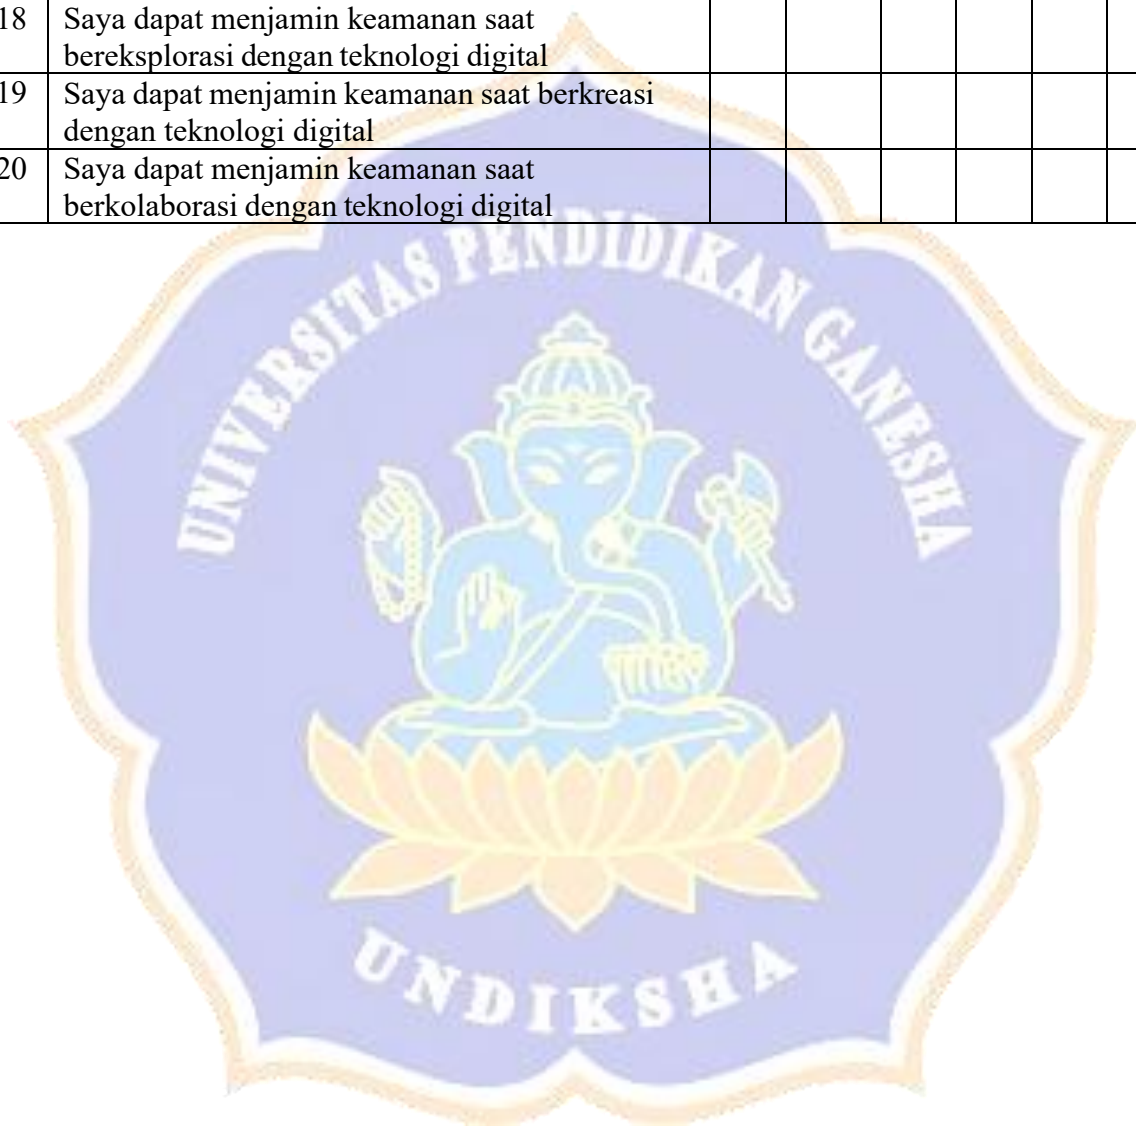 18 Saya dapat menjamin keamanan saat
bereksplorasi dengan teknologi digital
19 Saya dapat menjamin keamanan saat berkreasi
dengan teknologi digital
20 Saya dapat menjamin keamanan saat
berkolaborasi dengan teknologi digital
UNIVERSITAS PENDIDIKAN GANESHA
UNDIKSHA